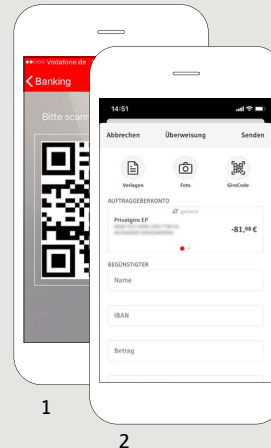 Vodafone.de
Banking
Bitte scann
14:51
Abbrechen Überweisung Senden
Vorlagen Foto GiroCode
AUFTRAGGEBERKONTO
gestern
Privatgiro EP
-81,98 €
BEGÜNSTIGTER
Name
IBAN
Betrag
1
2